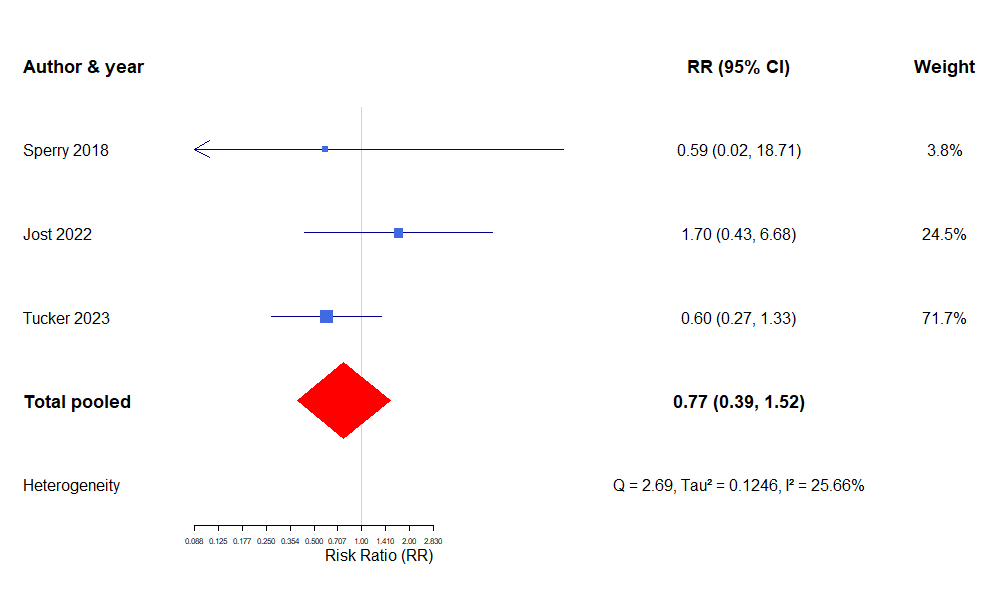 Author & year RR (95% CI) Weight
Sperry 2018 0.59 (0.02, 18.71) 3.8%
Jost 2022 1.70 (0.43, 6.68) 24.5%
Tucker 2023 0.60 (0.27, 1.33) 71.7%
Total pooled 0.77 (0.39, 1.52)
Heterogeneity Q = 2.69, Tau² = 0.1246, I² = 25.66%
0.088 0.125 0.177 0.250 0.354 0.500 0.707 1.00 1.410 2.00 2.830
Risk Ratio (RR)